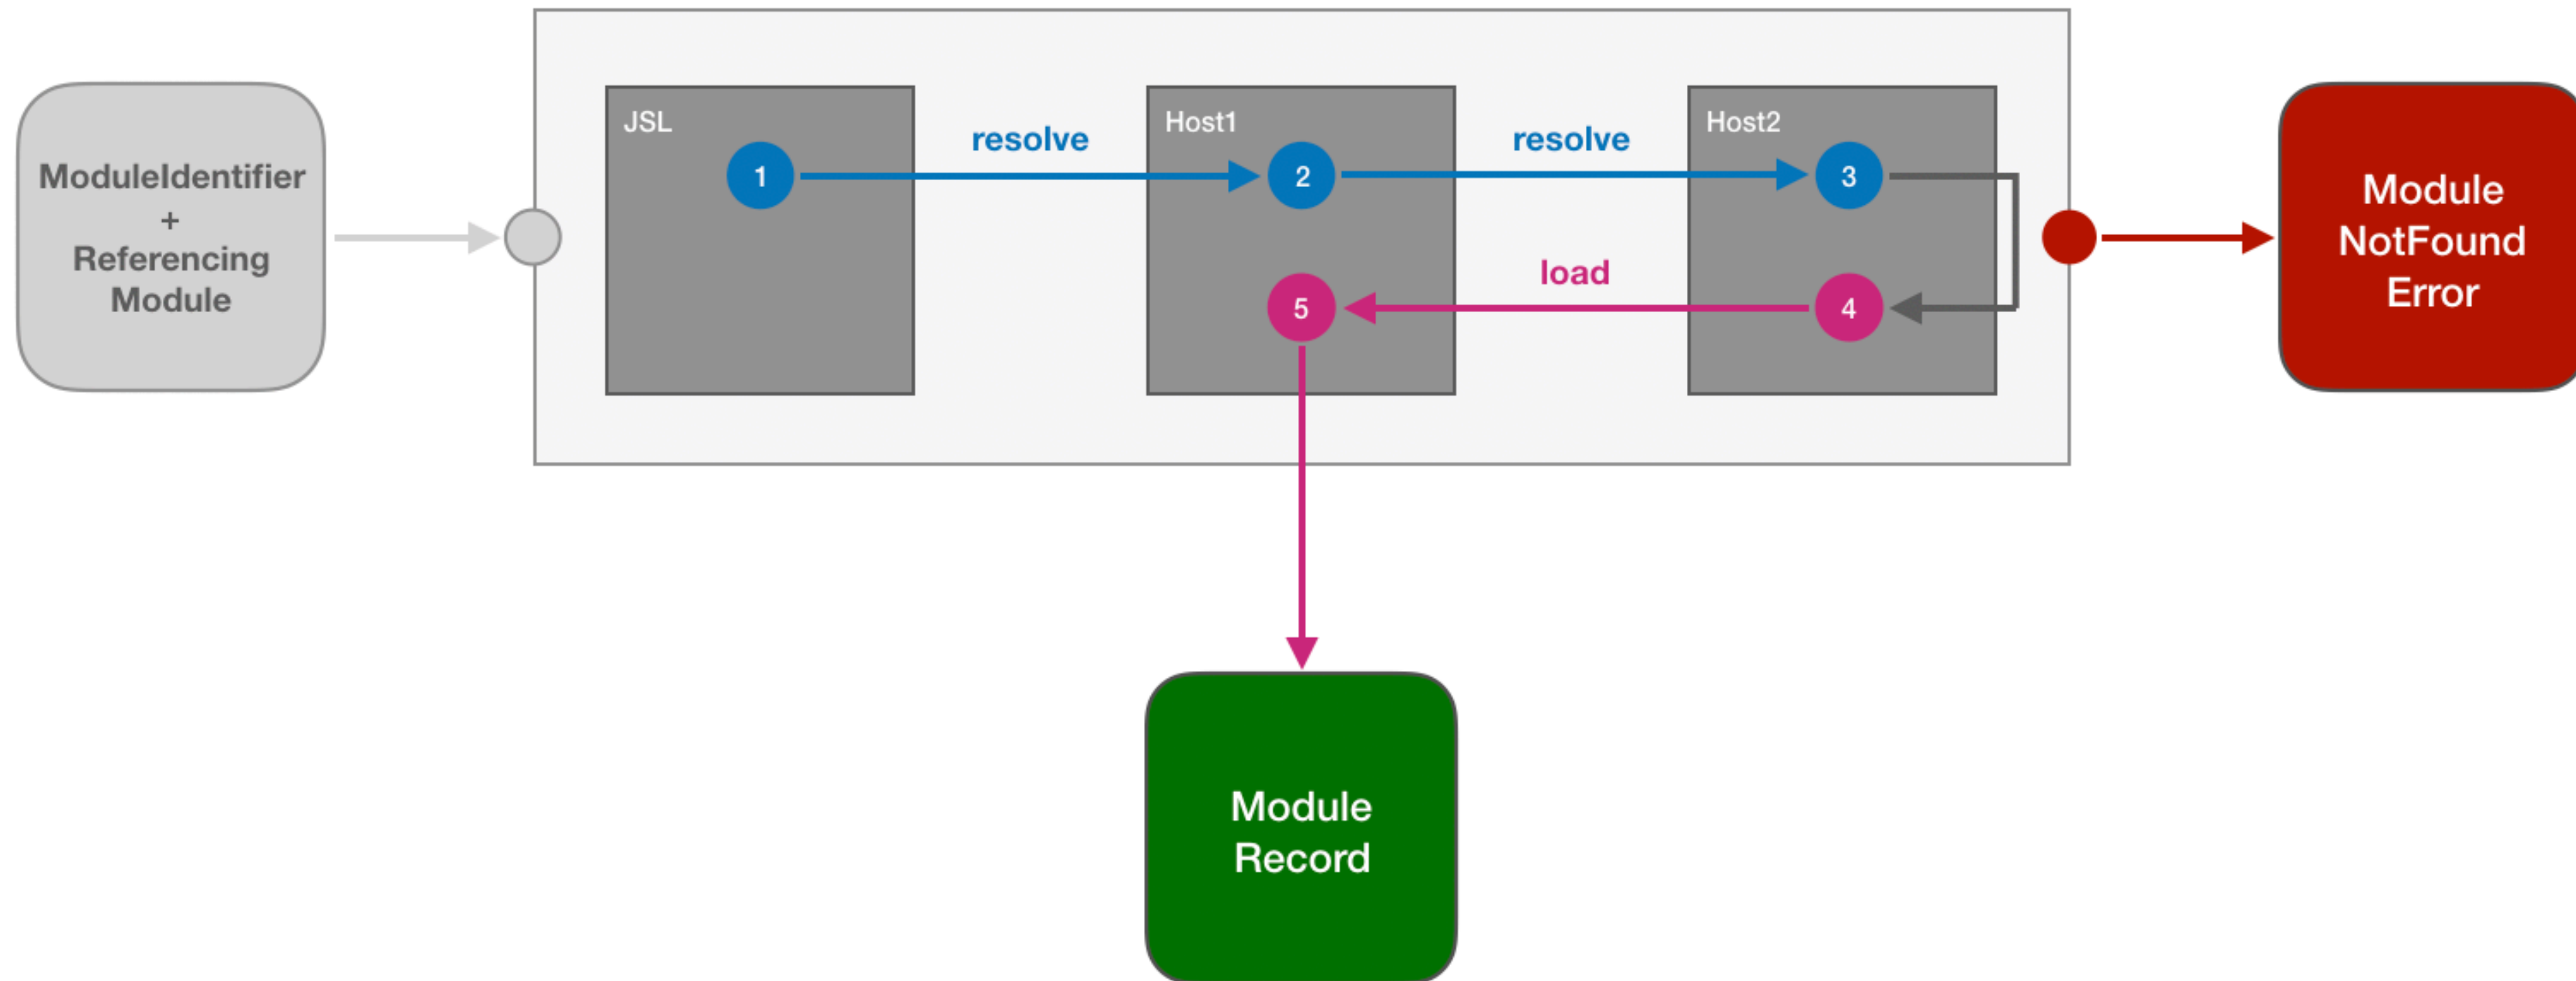 ModuleIdentifier
+
Referencing
Module
JSL
1
resolve
Host1
2
resolve
Host2
3
load
5
4
Module
NotFound
Error
Module
Record